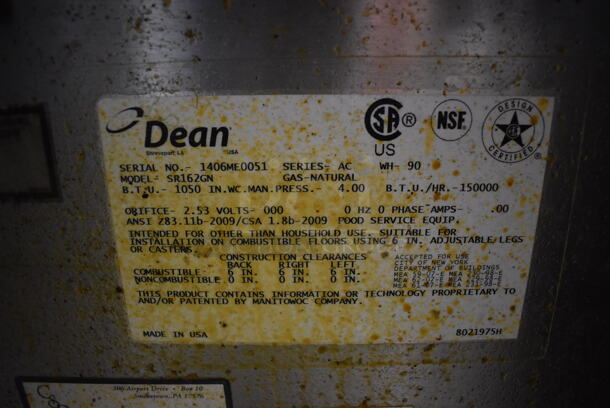 Dean
Shreveport, LA USA
CSA ® US
NSF
DESIGN CERTIFIED
SERIAL NO.- 1406ME0051 SERIES- AC WH- 90
MODEL- SR162GN GAS-NATURAL
B.T.U.- 1050 IN.WC.MAN.PRESS.- 4.00 B.T.U./HR.-150000
ORIFICE- 2.53 VOLTS- 000 0 HZ 0 PHASE AMPS- .00
ANSI Z83.11b-2009/CSA 1.8b-2009 FOOD SERVICE EQUIP.
INTENDED FOR OTHER THAN HOUSEHOLD USE. SUITABLE FOR
INSTALLATION ON COMBUSTIBLE FLOORS USING 6 IN. ADJUSTABLE LEGS
OR CASTERS.
CONSTRUCTION CLEARANCES
BACK RIGHT LEFT
COMBUSTIBLE- 6 IN. 6 IN. 6 IN.
NONCOMBUSTIBLE 0 IN. 0 IN. 0 IN.
ACCEPTED FOR USE
CITY OF NEW YORK
DEPARTMENT OF BUILDINGS
THIS PRODUCT CONTAINS INFORMATION OR TECHNOLOGY PROPRIETARY TO
AND/OR PATENTED BY MANITOWOC COMPANY.
MADE IN USA 8021975H
Airport Drive • Box 10
PA